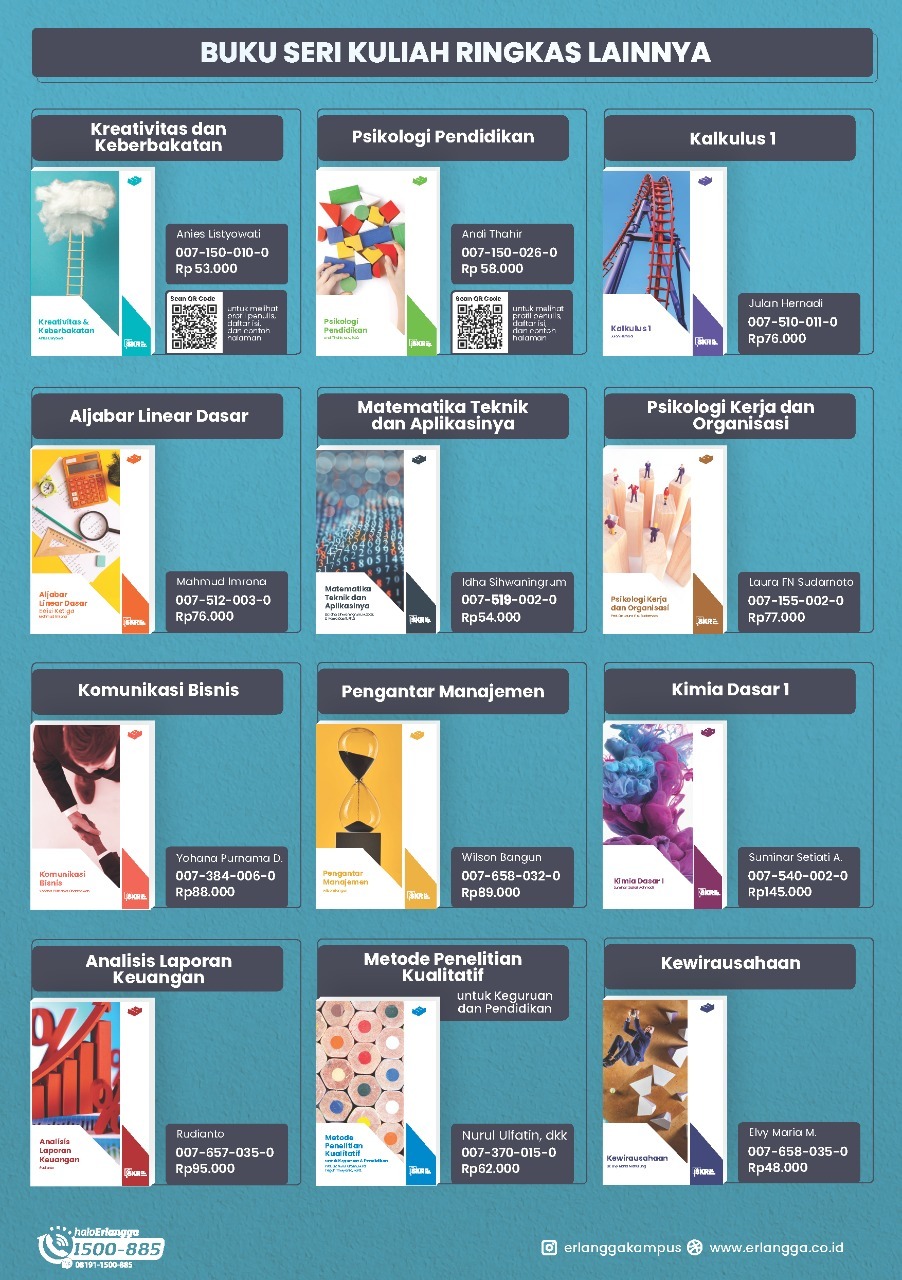 BUKU SERI KULIAH RINGKAS LAINNYA
Kreativitas dan
Keberbakatan
Kreativitas &
Keberbakatan
Anies Listyowati
007-150-010-0
Rp 53.000
Scan QR Code
untuk melihat
profil penulis,
daftar isi,
dan contoh
halaman
Psikologi Pendidikan
Psikologi
Pendidikan
Andi Thahir
007-150-026-0
Rp 58.000
Scan QR Code
untuk melihat
profil penulis,
daftar isi,
dan contoh
halaman
Kalkulus 1
Kalkulus 1
Julan Hernadi
007-510-011-0
Rp76.000
Aljabar Linear Dasar
Aljabar
Linear Dasar
Mahmud Imrona
007-512-003-0
Rp76.000
Matematika Teknik
dan Aplikasinya
Matematika
Teknik dan
Aplikasinya
Idha Sihwaningrum
007-519-002-0
Rp54.000
Psikologi Kerja dan
Organisasi
Psikologi Kerja
dan Organisasi
Laura FN Sudarnoto
007-155-002-0
Rp77.000
Komunikasi Bisnis
Komunikasi
Bisnis
Yohana Purnama D.
007-384-006-0
Rp88.000
Pengantar Manajemen
Pengantar
Manajemen
Wilson Bangun
007-658-032-0
Rp89.000
Kimia Dasar 1
Kimia Dasar 1
Suminar Setiati A.
007-540-002-0
Rp145.000
Analisis Laporan
Keuangan
Analisis
Laporan
Keuangan
Rudianto
007-657-035-0
Rp95.000
Metode Penelitian
Kualitatif
untuk Keguruan
dan Pendidikan
Metode
Penelitian
Kualitatif
Nurul Ulfatin, dkk
007-370-015-0
Rp62.000
Kewirausahaan
Kewirausahaan
Elvy Maria M.
007-658-035-0
Rp48.000
haloErlangga
1500-885
08191-1500-885
erlanggakampus
www.erlangga.co.id